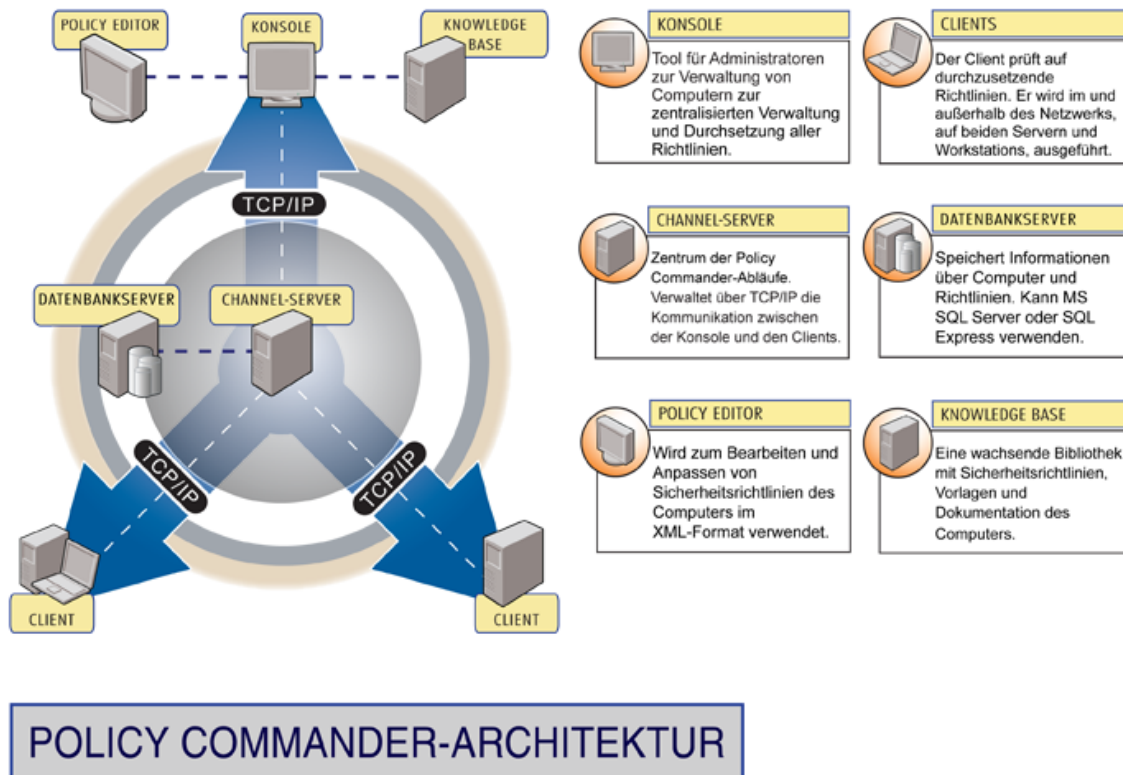 POLICY EDITOR
KONSOLE
KNOWLEDGE
BASE
TCP/IP
DATENBANKSERVER
CHANNEL-SERVER
TCP/IP
TCP/IP
CLIENT
CLIENT
KONSOLE
Tool für Administratoren
zur Verwaltung von
Computern zur
zentralisierten Verwaltung
und Durchsetzung aller
Richtlinien.
CLIENTS
Der Client prüft auf
durchzusetzende
Richtlinien. Er wird im und
außerhalb des Netzwerks,
auf beiden Servern und
Workstations, ausgeführt.
CHANNEL-SERVER
Zentrum der Policy
Commander-Abläufe.
Verwaltet über TCP/IP die
Kommunikation zwischen
der Konsole und den Clients.
DATENBANKSERVER
Speichert Informationen
über Computer und
Richtlinien. Kann MS
SQL Server oder SQL
Express verwenden.
POLICY EDITOR
Wird zum Bearbeiten und
Anpassen von
Sicherheitsrichtlinien des
Computers im
XML-Format verwendet.
KNOWLEDGE BASE
Eine wachsende Bibliothek
mit Sicherheitsrichtlinien,
Vorlagen und
Dokumentation des
Computers.
POLICY COMMANDER-ARCHITEKTUR